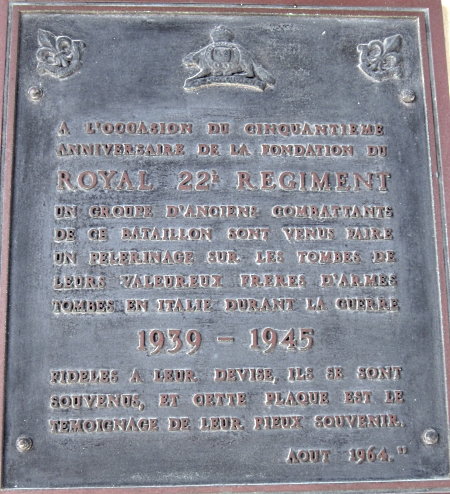 A L'OCCASION DU CINQUANTIEME
ANNIVERSAIRE DE LA FONDATION DU
ROYAL 22E REGIMENT
UN GROUPE D'ANCIENS COMBATTANTS
DE CE BATAILLON SONT VENUS FAIRE
UN PELERINAGE SUR LES TOMBES DE
LEURS VALEUREUX FRERES D'ARMES
TOMBES EN ITALIE DURANT LA GUERRE
1939 - 1945
FIDELES A LEUR DEVISE, ILS SE SONT
SOUVENUS, ET CETTE PLAQUE EST LE
TEMOIGNAGE DE LEUR PIEUX SOUVENIR.
AOUT 1964.